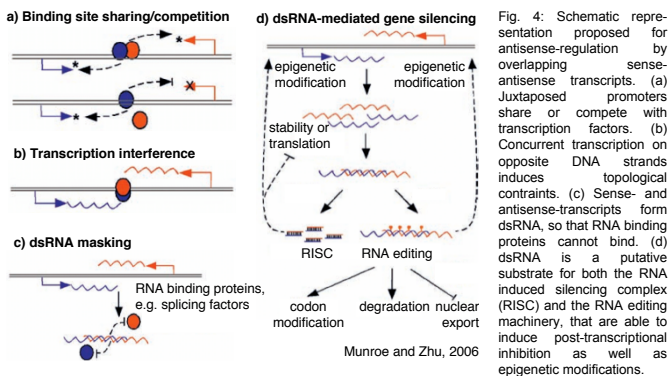 a) Binding site sharing/competition
*
*
*
x
b) Transcription interference
c) dsRNA masking
RNA binding proteins,
e.g. splicing factors
d) dsRNA-mediated gene silencing
epigenetic
modification
epigenetic
modification
stability or
translation
RISC
RNA editing
codon
modification
degradation
nuclear
export
Munroe and Zhu, 2006
Fig. 4: Schematic repre-
sentation proposed for
antisense-regulation by
overlapping sense-
antisense transcripts. (a)
Juxtaposed promoters
share or compete with
transcription factors. (b)
Concurrent transcription on
opposite DNA strands
induces topological
contraints. (c) Sense- and
antisense-transcripts form
dsRNA, so that RNA binding
proteins cannot bind. (d)
dsRNA is a putative
substrate for both the RNA
induced silencing complex
(RISC) and the RNA editing
machinery, that are able to
induce post-transcriptional
inhibition as well as
epigenetic modifications.